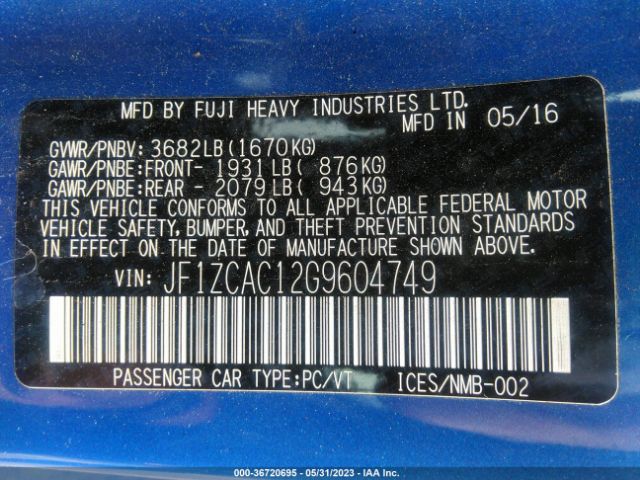 MFD BY FUJI HEAVY INDUSTRIES LTD.
MFD IN 05/16
GVWR/PNBV: 3682LB(1670KG)
GAWR/PNBE:FRONT- 1931LB( 876KG)
GAWR/PNBE:REAR - 2079LB( 943KG)
THIS VEHICLE CONFORMS TO ALL APPLICABLE FEDERAL MOTOR
VEHICLE SAFETY, BUMPER, AND THEFT PREVENTION STANDARDS
IN EFFECT ON THE DATE OF MANUFACTURE SHOWN ABOVE.
VIN: JF1ZCAC12G9604749
PASSENGER CAR TYPE:PC/VT ICES/NMB-002
000-36720695 - 05/31/2023 - IAA Inc.